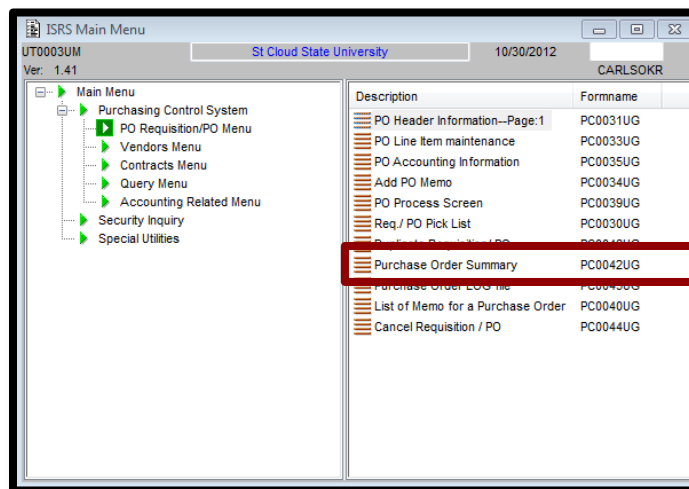 ISRS Main Menu
UT0003UM St Cloud State University 10/30/2012
Ver: 1.41 CARLSOKR
Main Menu
Purchasing Control System
PO Requisition/PO Menu
Vendors Menu
Contracts Menu
Query Menu
Accounting Related Menu
Security Inquiry
Special Utilities
Description Formname
PO Header Information--Page:1 PC0031UG
PO Line Item maintenance PC0033UG
PO Accounting Information PC0035UG
Add PO Memo PC0034UG
PO Process Screen PC0039UG
Req./ PO Pick List PC0030UG
Purchase Order Summary PC0042UG
Purchase Order LOG file
List of Memo for a Purchase Order PC0040UG
Cancel Requisition / PO PC0044UG